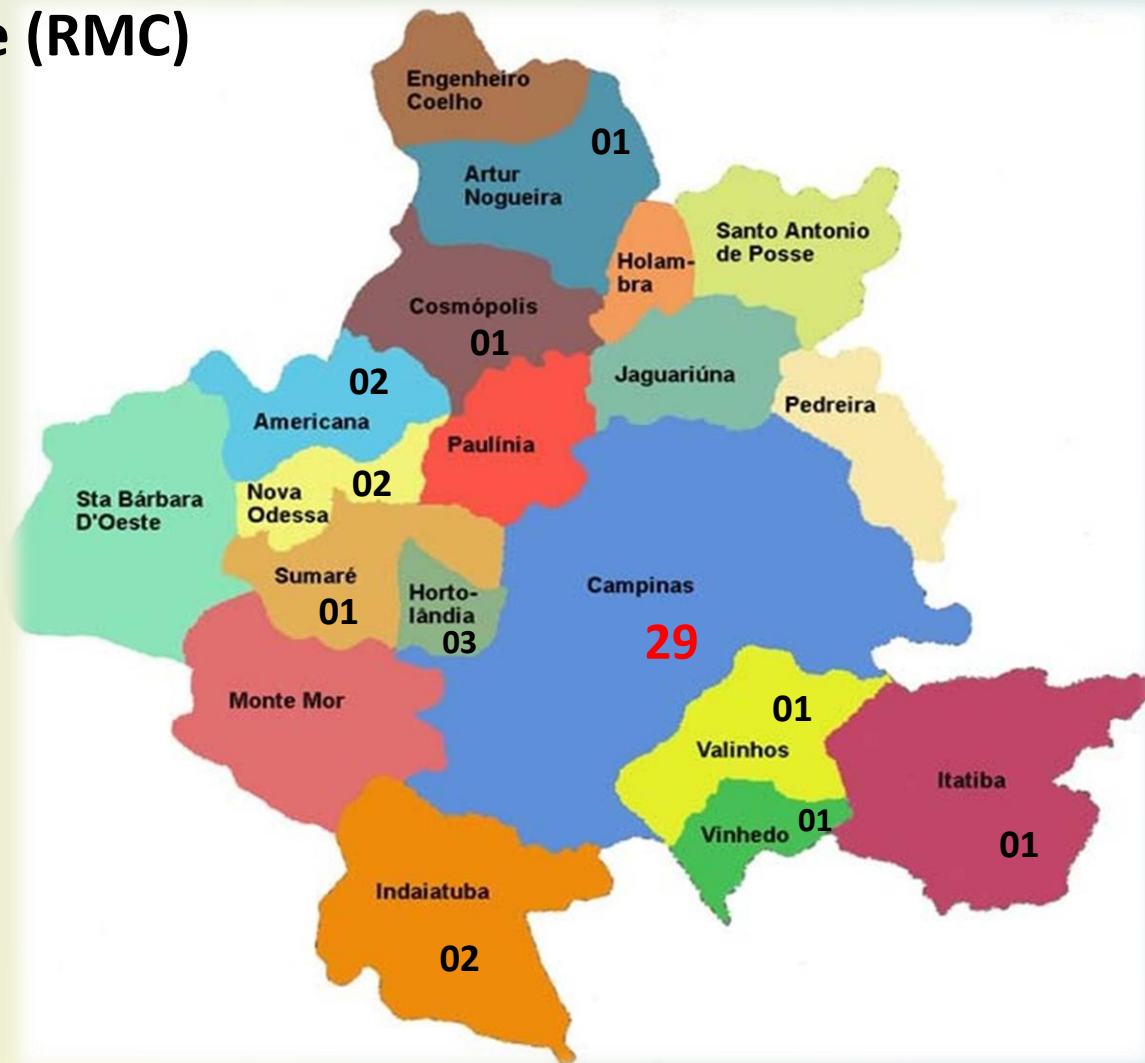 e (RMC)
Engenheiro
Coelho
01
Artur
Nogueira
Santo Antonio
de Posse
Holam-
bra
Cosmópolis
01
Jaguariúna
02
Americana
Pedreira
Paulínia
Nova
Odessa
02
Sta Bárbara
D'Oeste
Sumaré
01
Horto-
lândia
03
Campinas
29
Monte Mor
01
Valinhos
Itatiba
01
Vinhedo 01
Indaiatuba
02